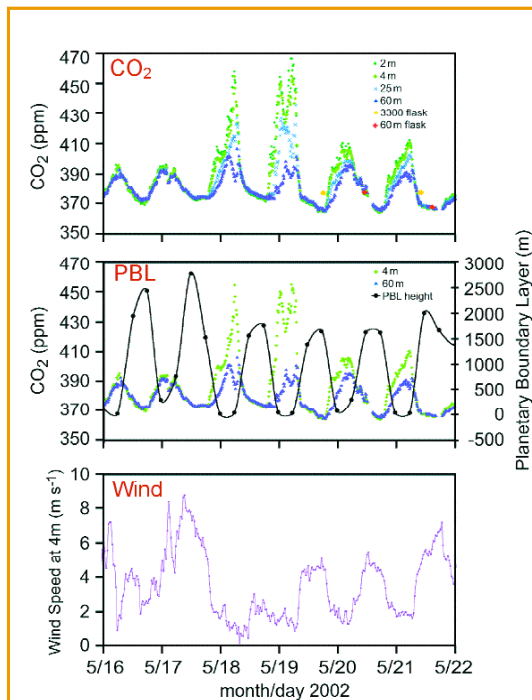 CO₂
CO₂ (ppm)
470
450
430
410
390
370
350
2 m
4 m
25 m
60 m
3300 flask
60 m flask
PBL
CO₂ (ppm)
470
450
430
410
390
370
350
4 m
60 m
PBL height
3000
2500
2000
1500
1000
500
0
-500
Planetary Boundary Layer (m)
Wind
Wind Speed at 4m (m s⁻¹)
10
8
6
4
2
0
5/16 5/17 5/18 5/19 5/20 5/21 5/22
month/day 2002